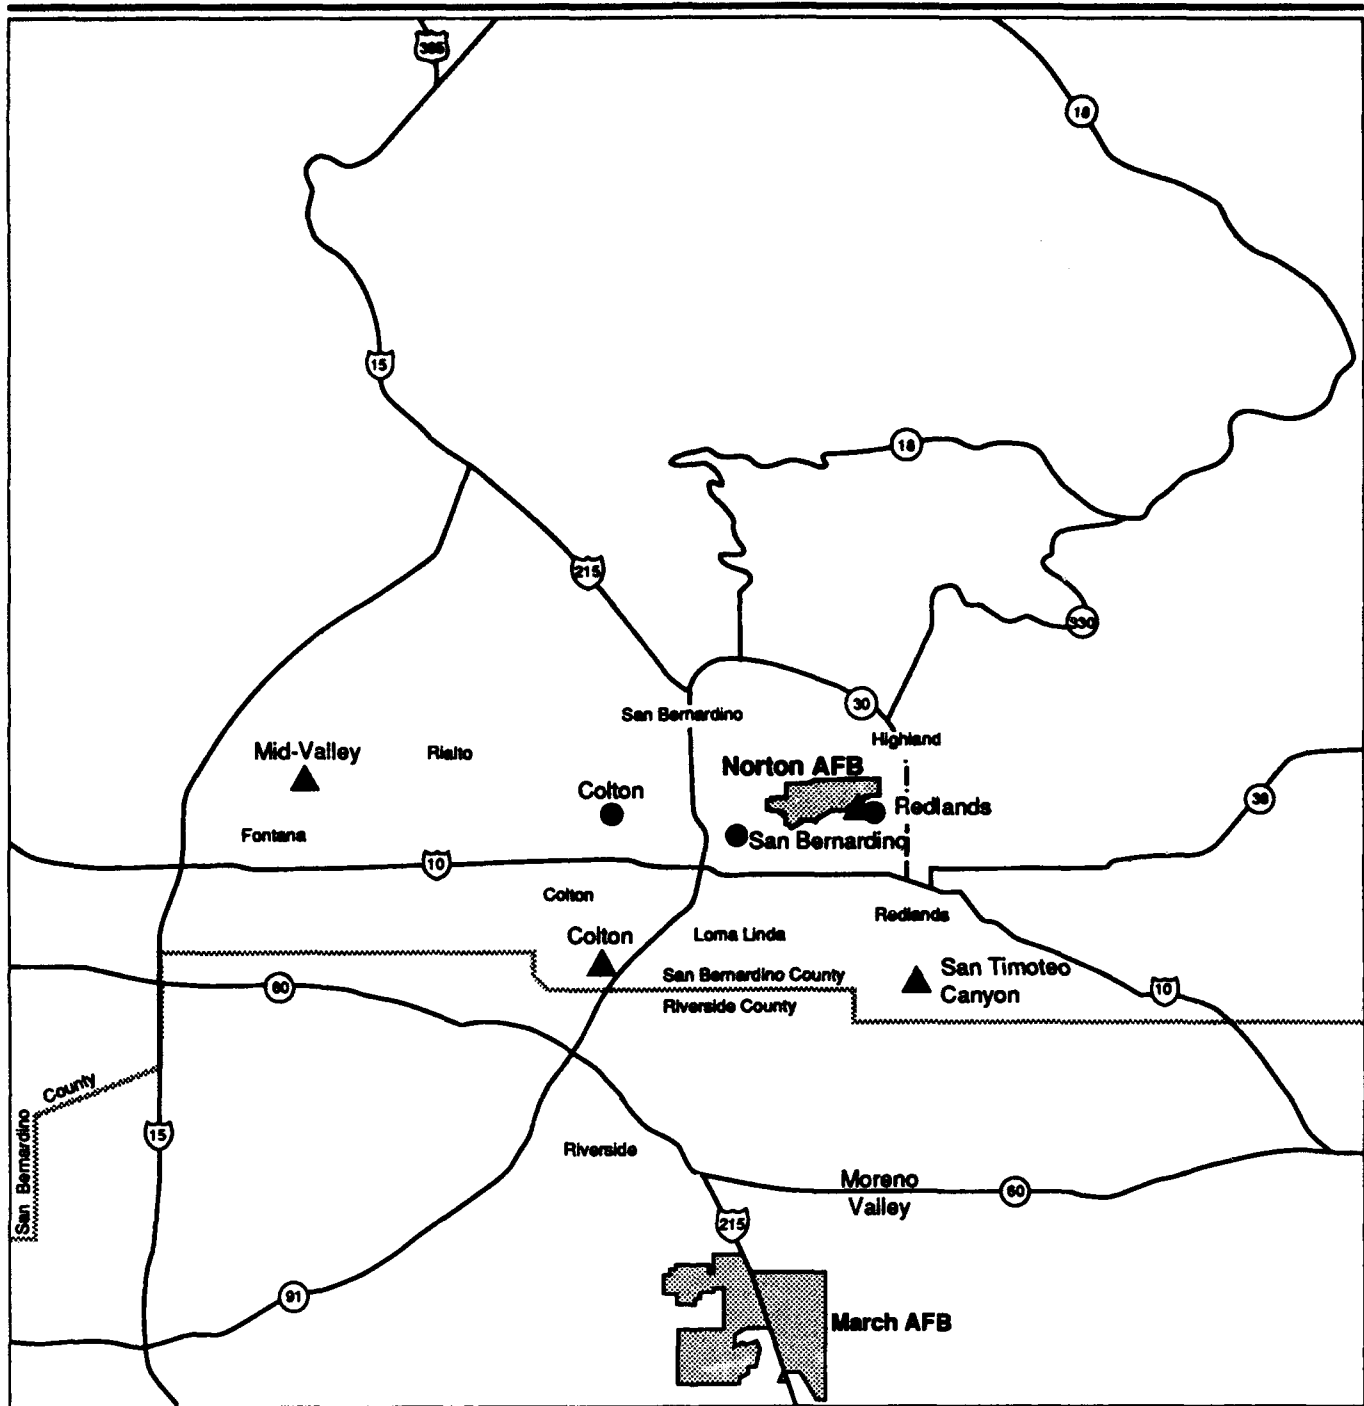 395
18
15
18
215
330
30
San Bernardino
Highland
Mid-Valley
Rialto
Norton AFB
Colton
Redlands
38
Fontana
San Bernardino
10
Colton
Redlands
Colton
Loma Linda
San Bernardino County
San Timoteo
Canyon
60
10
Riverside County
County
San Bernardino
15
Riverside
Moreno
Valley
60
215
91
March AFB